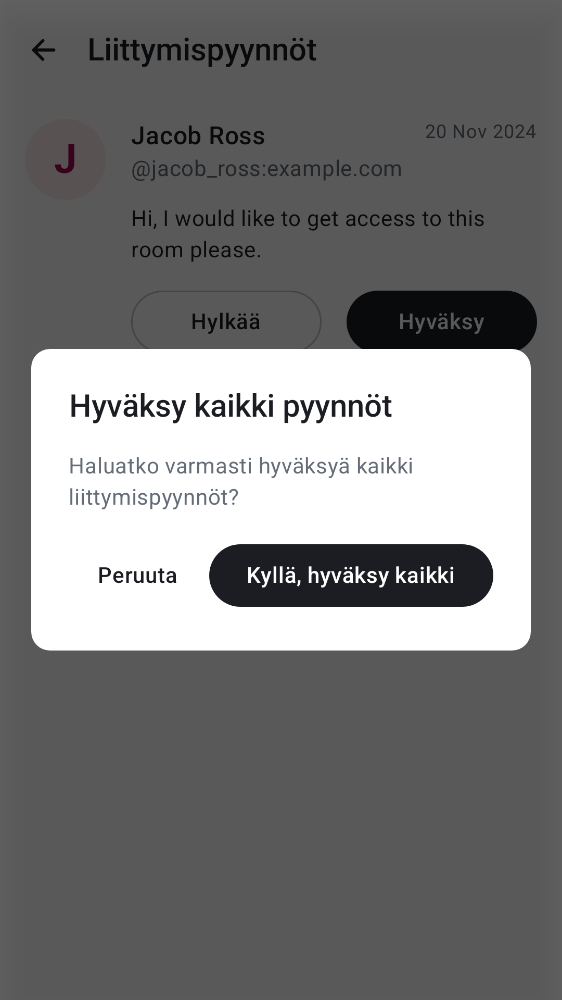 Liittymispyynnöt
J
Jacob Ross
20 Nov 2024
@jacob_ross:example.com
Hi, I would like to get access to this
room please.
Hylkää
Hyväksy
Hyväksy kaikki pyynnöt
Haluatko varmasti hyväksyä kaikki
liittymispyynnöt?
Peruuta
Kyllä, hyväksy kaikki